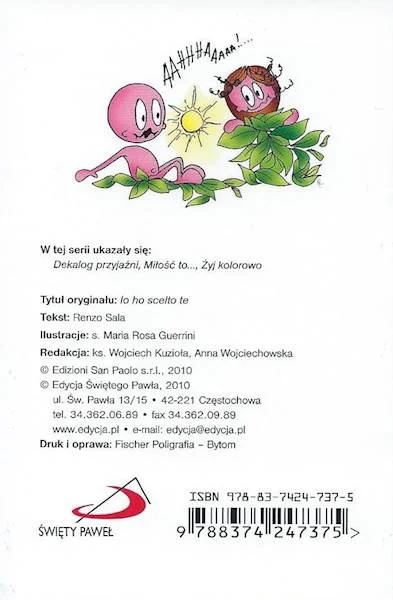 AAHHHAAAAA!....
W tej serii ukazały się:
Dekalog przyjaźni, Miłość to..., Żyj kolorowo
Tytuł oryginału: Io ho scelto te
Tekst: Renzo Sala
Ilustracje: s. Maria Rosa Guerrini
Redakcja: ks. Wojciech Kuzioła, Anna Wojciechowska
© Edizioni San Paolo s.r.l., 2010
© Edycja Świętego Pawła, 2010
ul. Św. Pawła 13/15 • 42-221 Częstochowa
tel. 34.362.06.89 • fax 34.362.09.89
www.edycja.pl • e-mail: edycja@edycja.pl
Druk i oprawa: Fischer Poligrafia – Bytom
ŚWIĘTY PAWEŁ
ISBN 978-83-7424-737-5
9 788374 247375 >